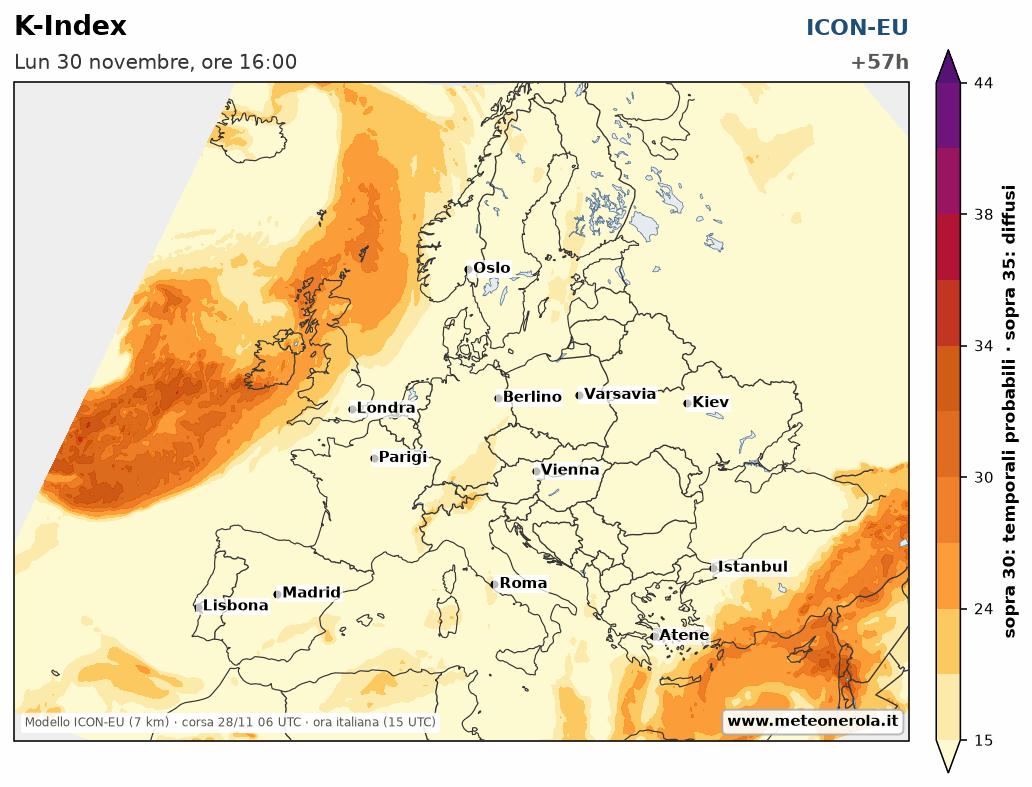 K-Index
ICON-EU
Lun 30 novembre, ore 16:00
+57h
44
38
34
30
24
15
sopra 30: temporali probabili · sopra 35: diffusi
Oslo
Berlino
Varsavia
Kiev
Londra
Parigi
Vienna
Istanbul
Roma
Madrid
Lisbona
Atene
Modello ICON-EU (7 km) · corsa 28/11 06 UTC · ora italiana (15 UTC)
www.meteonerola.it